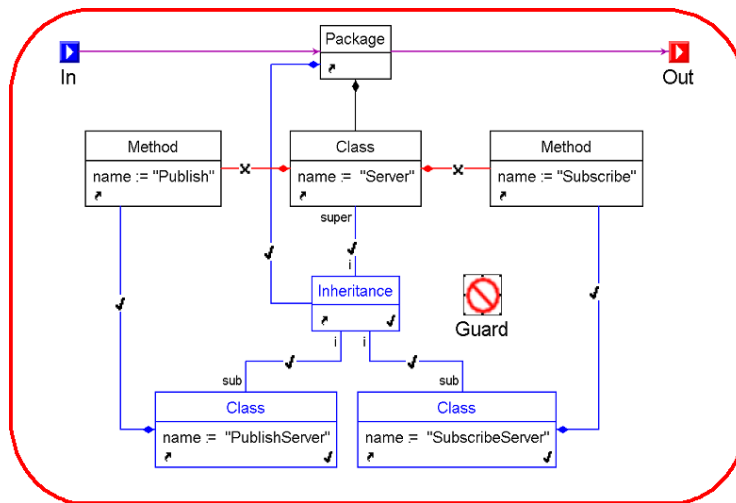 Package
In
Out
Method
name := "Publish"
Class
name := "Server"
Method
name := "Subscribe"
super
i
Inheritance
Guard
i
i
sub
sub
Class
name := "PublishServer"
Class
name := "SubscribeServer"